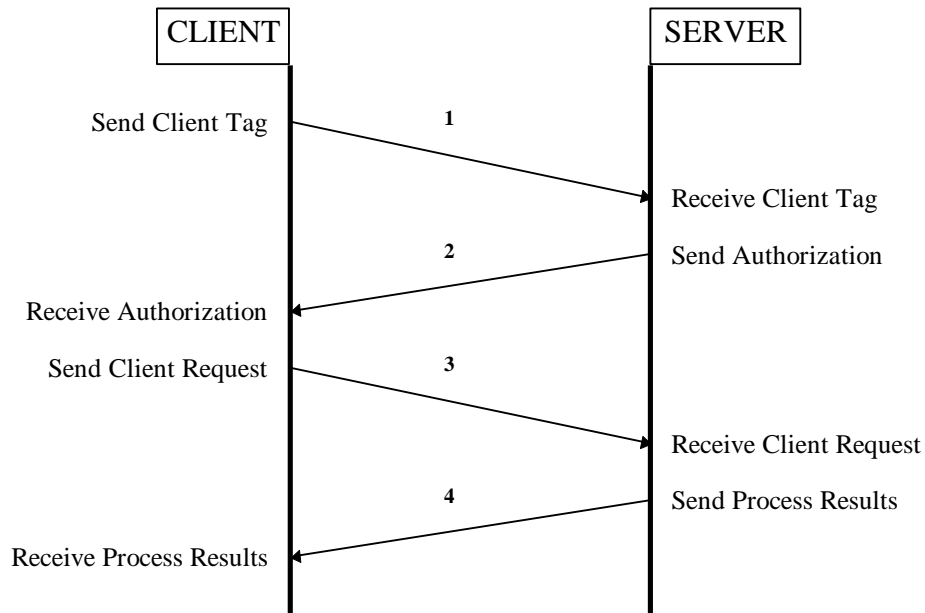 CLIENT
SERVER
Send Client Tag
1
Receive Client Tag
2
Send Authorization
Receive Authorization
Send Client Request
3
Receive Client Request
4
Send Process Results
Receive Process Results